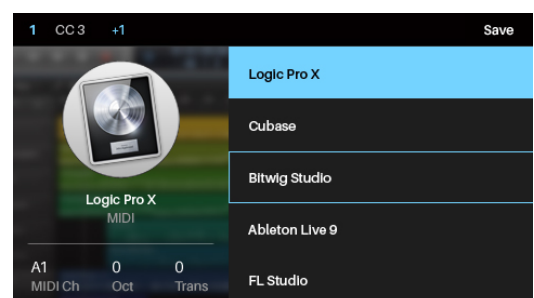 1 CC 3 +1 Save
Logic Pro X
Cubase
Bitwig Studio
Ableton Live 9
FL Studio
Logic Pro X
MIDI
A1 0 0
MIDI Ch Oct Trans